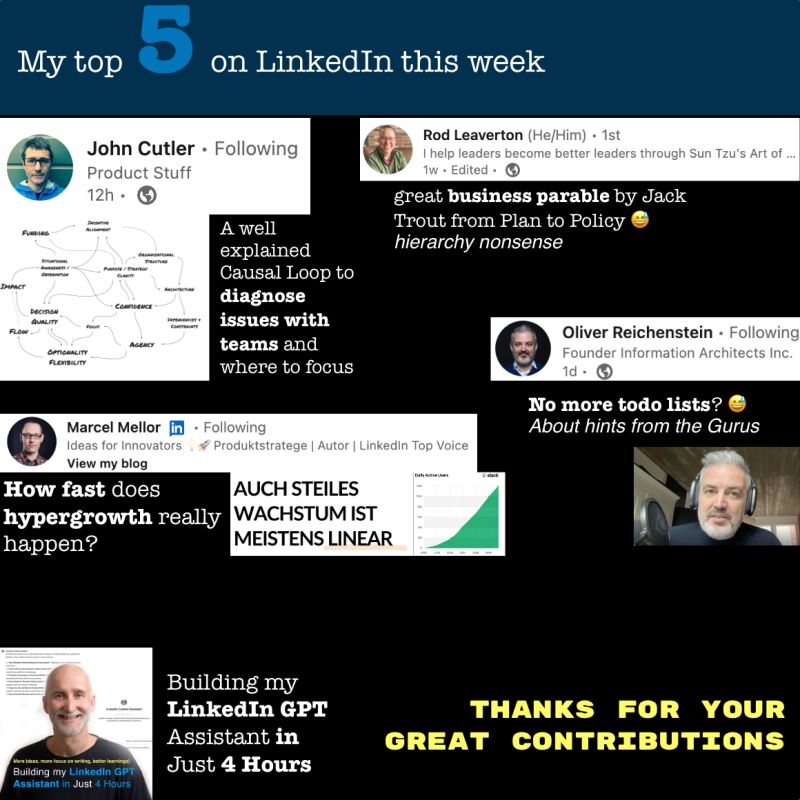 My top 5 on LinkedIn this week
John Cutler • Following
Product Stuff
12h •
FUNDING
INCENTIVE
ALIGNMENT
SITUATIONAL
AWARENESS /
OBSERVATION
PURPOSE / STRATEGY
CLARITY
ORGANIZATIONAL
STRUCTURE
IMPACT
ARCHITECTURE
DECISION
QUALITY
CONFIDENCE
FLOW
FOCUS
DEPENDENCIES +
CONSTRAINTS
AGENCY
OPTIONALITY
FLEXIBILITY
A well
explained
Causal Loop to
diagnose
issues with
teams and
where to focus
Rod Leaverton (He/Him) • 1st
I help leaders become better leaders through Sun Tzu's Art of ...
1w • Edited •
great business parable by Jack
Trout from Plan to Policy 😅
hierarchy nonsense
Oliver Reichenstein • Following
Founder Information Architects Inc.
1d •
No more todo lists? 😅
About hints from the Gurus
Marcel Mellor in • Following
Ideas for Innovators 💡🚀 Produktstratege | Autor | LinkedIn Top Voice
View my blog
How fast does
hypergrowth really
happen?
AUCH STEILES
WACHSTUM IST
MEISTENS LINEAR
Daily Active Users
slack
More ideas, more focus on writing, better learnings)
Building my LinkedIn GPT
Assistant in Just 4 Hours
Building my
LinkedIn GPT
Assistant in
Just 4 Hours
THANKS FOR YOUR
GREAT CONTRIBUTIONS